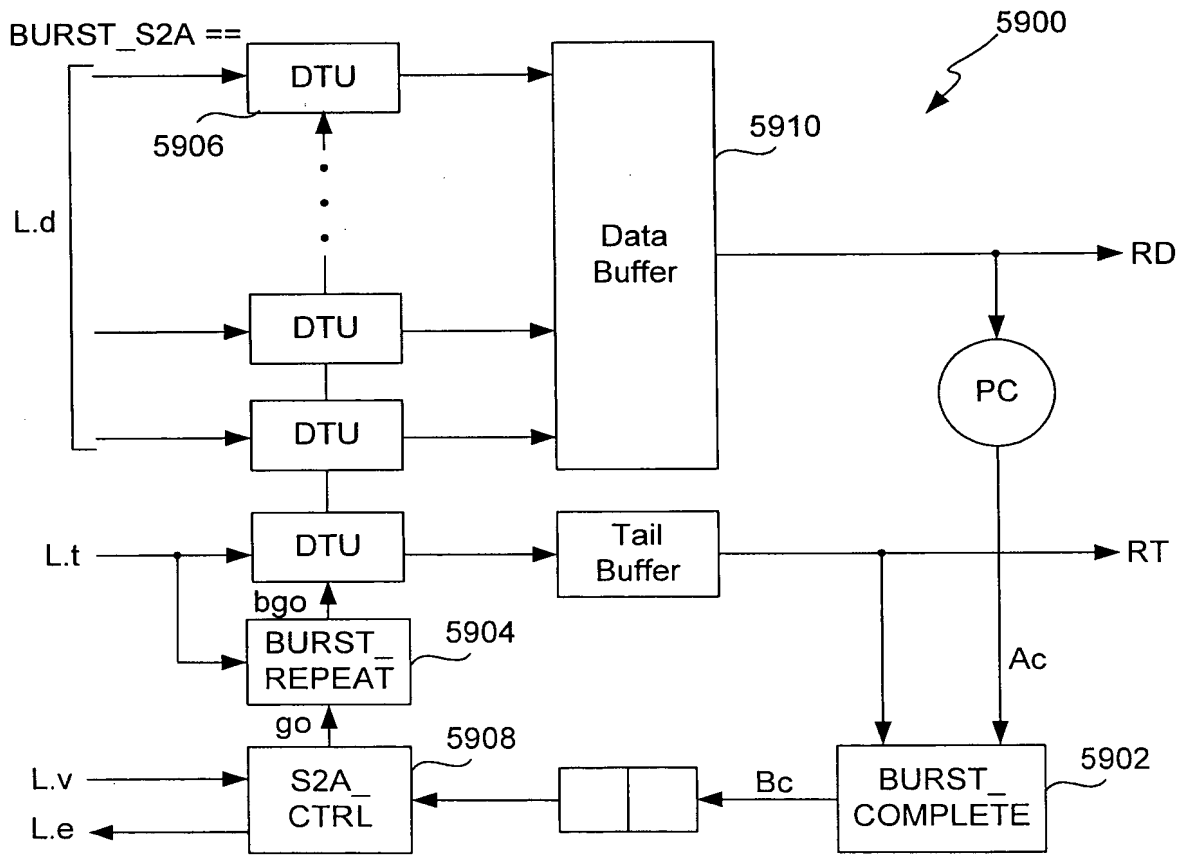 BURST_S2A ==
5900
DTU
5906
5910
L.d
Data
Buffer
RD
DTU
PC
DTU
L.t
DTU
Tail
Buffer
RT
bgo
BURST_
REPEAT
5904
Ac
go
5908
L.v
S2A_
CTRL
Bc
BURST_
COMPLETE
5902
L.e